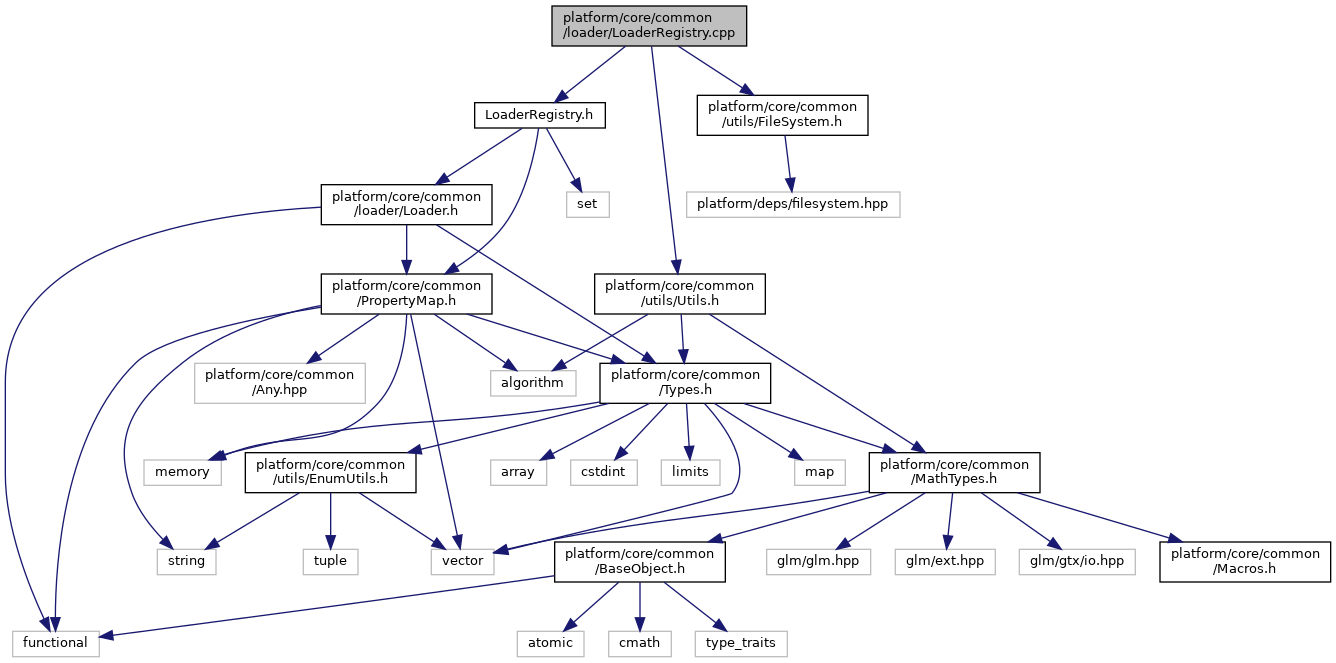 platform/core/common
/loader/LoaderRegistry.cpp
LoaderRegistry.h
platform/core/common
/utils/FileSystem.h
platform/core/common
/loader/Loader.h
set
platform/deps/filesystem.hpp
platform/core/common
/PropertyMap.h
platform/core/common
/utils/Utils.h
platform/core/common
/Any.hpp
algorithm
platform/core/common
/Types.h
memory
platform/core/common
/utils/EnumUtils.h
array
cstdint
limits
map
platform/core/common
/MathTypes.h
string
tuple
vector
platform/core/common
/BaseObject.h
glm/glm.hpp
glm/ext.hpp
glm/gtx/io.hpp
platform/core/common
/Macros.h
functional
atomic
cmath
type_traits